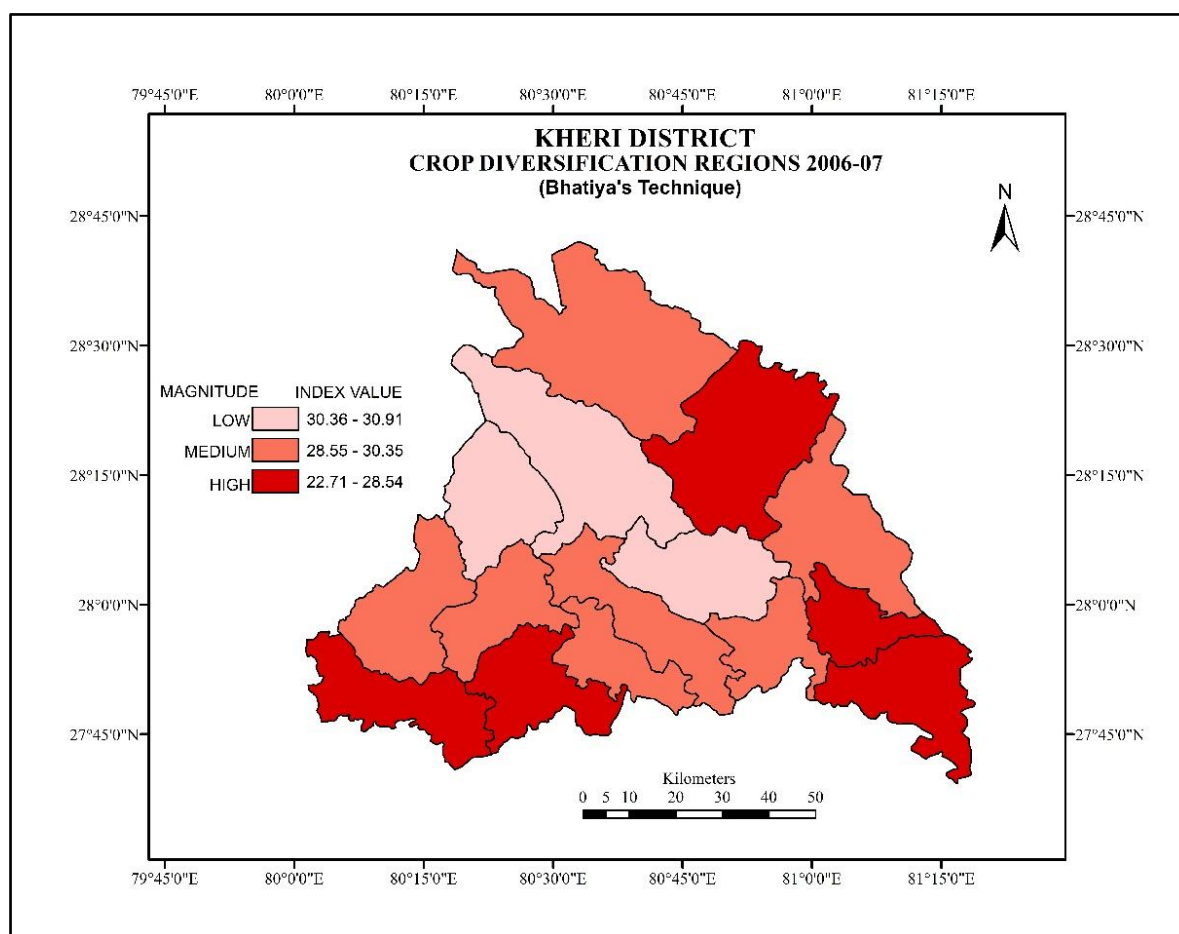 79°45'0"E 80°0'0"E 80°15'0"E 80°30'0"E 80°45'0"E 81°0'0"E 81°15'0"E
KHERI DISTRICT
CROP DIVERSIFICATION REGIONS 2006-07
(Bhatiya's Technique)
N
28°45'0"N 28°45'0"N
28°30'0"N 28°30'0"N
MAGNITUDE INDEX VALUE
LOW 30.36 - 30.91
MEDIUM 28.55 - 30.35
HIGH 22.71 - 28.54
28°15'0"N 28°15'0"N
28°0'0"N 28°0'0"N
27°45'0"N 27°45'0"N
Kilometers
0 5 10 20 30 40 50
79°45'0"E 80°0'0"E 80°15'0"E 80°30'0"E 80°45'0"E 81°0'0"E 81°15'0"E